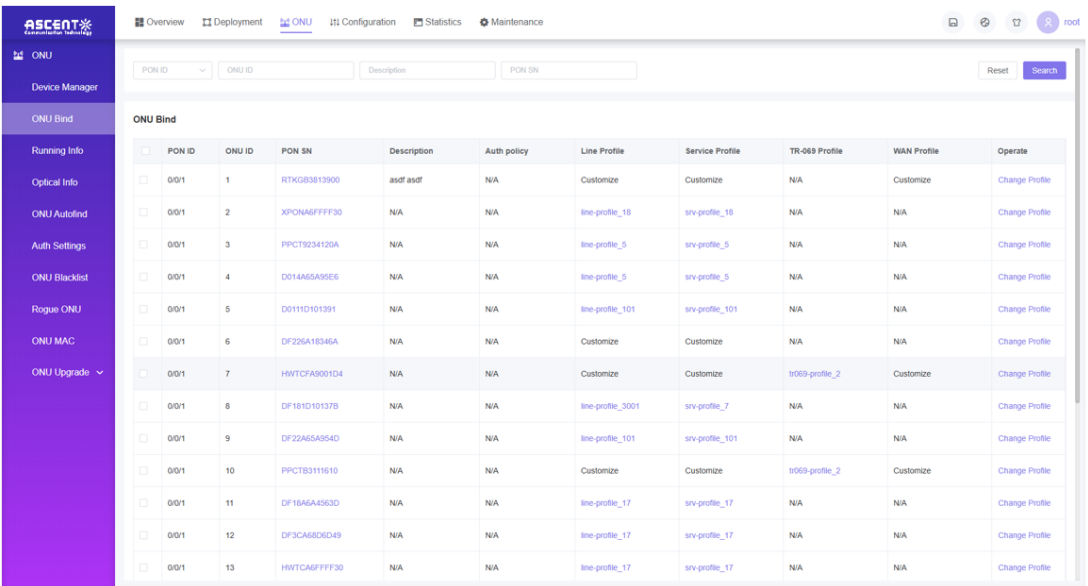 ASCENT
Communication Technology
Overview Deployment ONU Configuration Statistics Maintenance root
ONU
Device Manager
ONU Bind
Running Info
Optical Info
ONU Autofind
Auth Settings
ONU Blacklist
Rogue ONU
ONU MAC
ONU Upgrade
PON ID ONU ID Description PON SN Reset Search
ONU Bind
PON ID ONU ID PON SN Description Auth policy Line Profile Service Profile TR-069 Profile WAN Profile Operate
0/0/1 1 RTKGB3813900 asdf asdf N/A Customize Customize N/A Customize Change Profile
0/0/1 2 XPONA6FFFF30 N/A N/A line-profile_18 srv-profile_18 N/A N/A Change Profile
0/0/1 3 PPCT9234120A N/A N/A line-profile_5 srv-profile_5 N/A N/A Change Profile
0/0/1 4 D014A65A95E6 N/A N/A line-profile_5 srv-profile_5 N/A N/A Change Profile
0/0/1 5 D0111D101391 N/A N/A line-profile_101 srv-profile_101 N/A N/A Change Profile
0/0/1 6 DF226A18346A N/A N/A Customize Customize N/A N/A Change Profile
0/0/1 7 HWTCFA9001D4 N/A N/A Customize Customize tr069-profile_2 Customize Change Profile
0/0/1 8 DF181D10137B N/A N/A line-profile_3001 srv-profile_7 N/A N/A Change Profile
0/0/1 9 DF22A65A954D N/A N/A line-profile_101 srv-profile_101 N/A N/A Change Profile
0/0/1 10 PPCTB3111610 N/A N/A Customize Customize tr069-profile_2 Customize Change Profile
0/0/1 11 DF18A6A4563D N/A N/A line-profile_17 srv-profile_17 N/A N/A Change Profile
0/0/1 12 DF3CA68D6D49 N/A N/A line-profile_17 srv-profile_17 N/A N/A Change Profile
0/0/1 13 HWTCA6FFFF30 N/A N/A line-profile_17 srv-profile_17 N/A N/A Change Profile